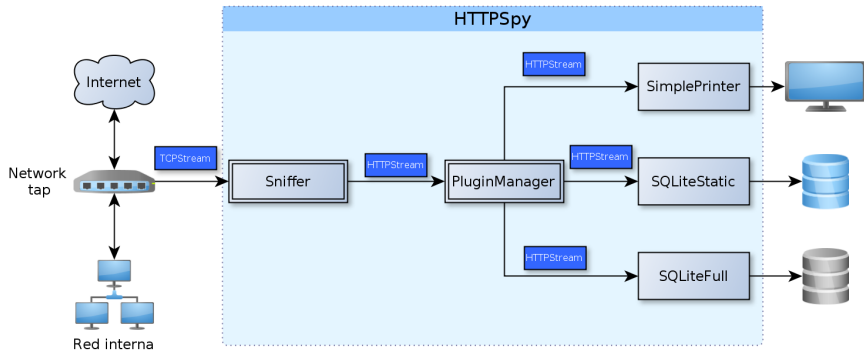 HTTPSpy
Internet
HTTPStream
SimplePrinter
Network
tap
TCPStream
HTTPStream
HTTPStream
Sniffer
PluginManager
SQLiteStatic
HTTPStream
SQLiteFull
Red interna